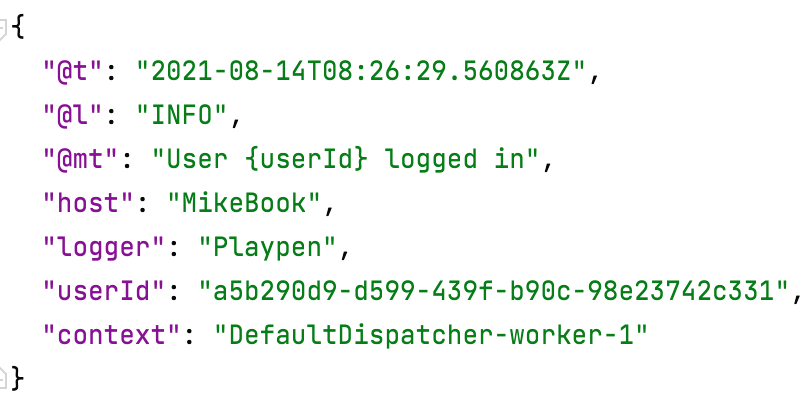 {
"@t": "2021-08-14T08:26:29.560863Z",
"@l": "INFO",
"@mt": "User {userId} logged in",
"host": "MikeBook",
"logger": "Playpen",
"userId": "a5b290d9-d599-439f-b90c-98e23742c331",
"context": "DefaultDispatcher-worker-1"
}